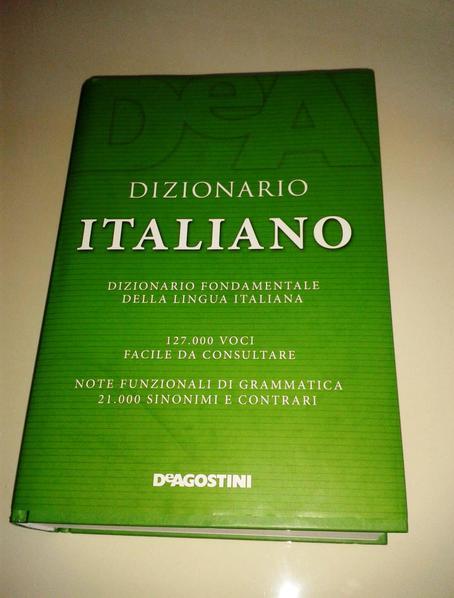 DeA
DIZIONARIO
ITALIANO
DIZIONARIO FONDAMENTALE
DELLA LINGUA ITALIANA
127.000 VOCI
FACILE DA CONSULTARE
NOTE FUNZIONALI DI GRAMMATICA
21.000 SINONIMI E CONTRARI
DeAGOSTINI